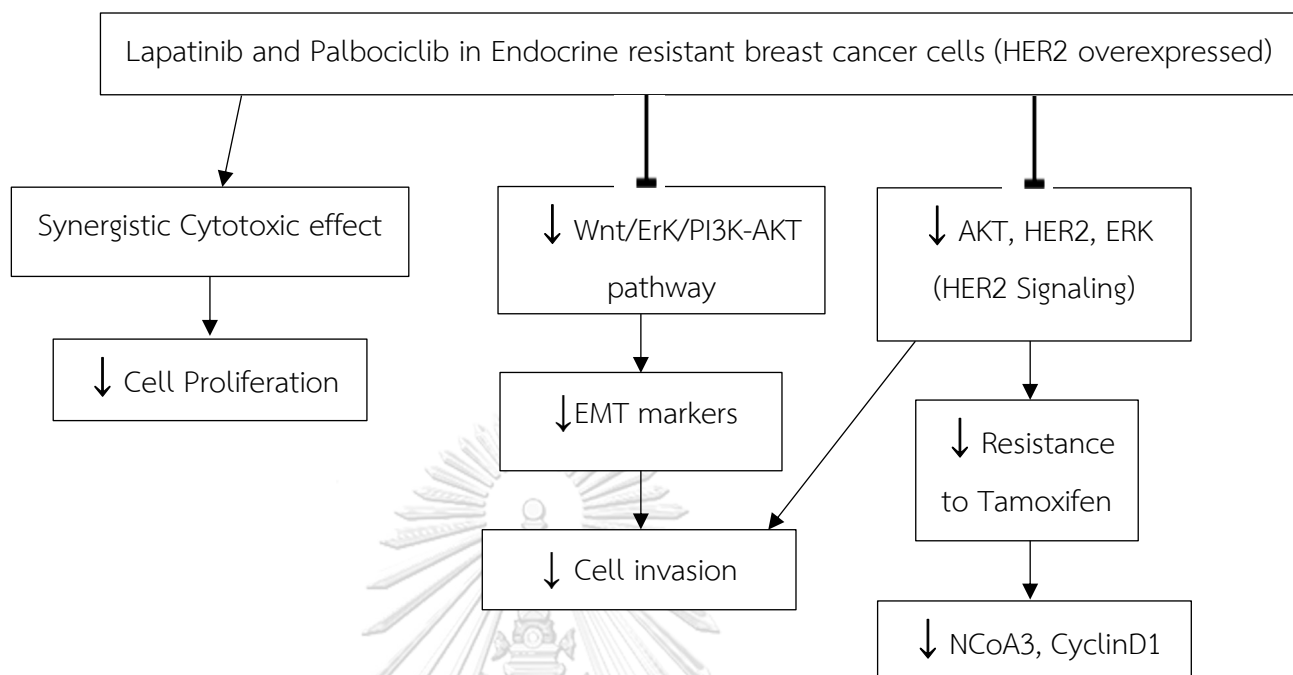 Lapatinib and Palbociclib in Endocrine resistant breast cancer cells (HER2 overexpressed)
Synergistic Cytotoxic effect
↓ Cell Proliferation
↓ Wnt/ErK/PI3K-AKT
pathway
↓EMT markers
↓ Cell invasion
↓ AKT, HER2, ERK
(HER2 Signaling)
↓ Resistance
to Tamoxifen
↓ NCoA3, CyclinD1